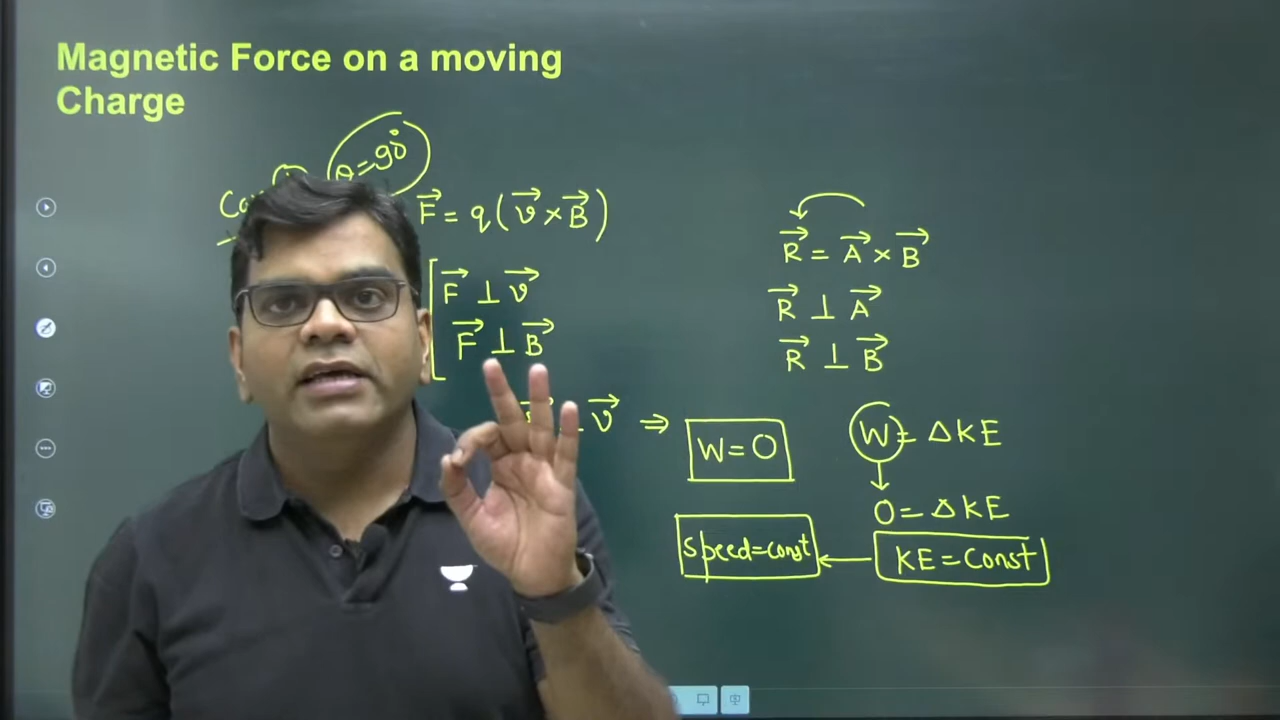 Magnetic Force on a moving
Charge
θ=90°
F⃗ = q(v⃗ × B⃗)
F⃗ ⊥ v⃗
F⃗ ⊥ B⃗
⊥ v⃗ ⇒ W=0
speed=const
R⃗ = A⃗ × B⃗
R⃗ ⊥ A⃗
R⃗ ⊥ B⃗
W = ΔKE
0 = ΔKE
KE = Const